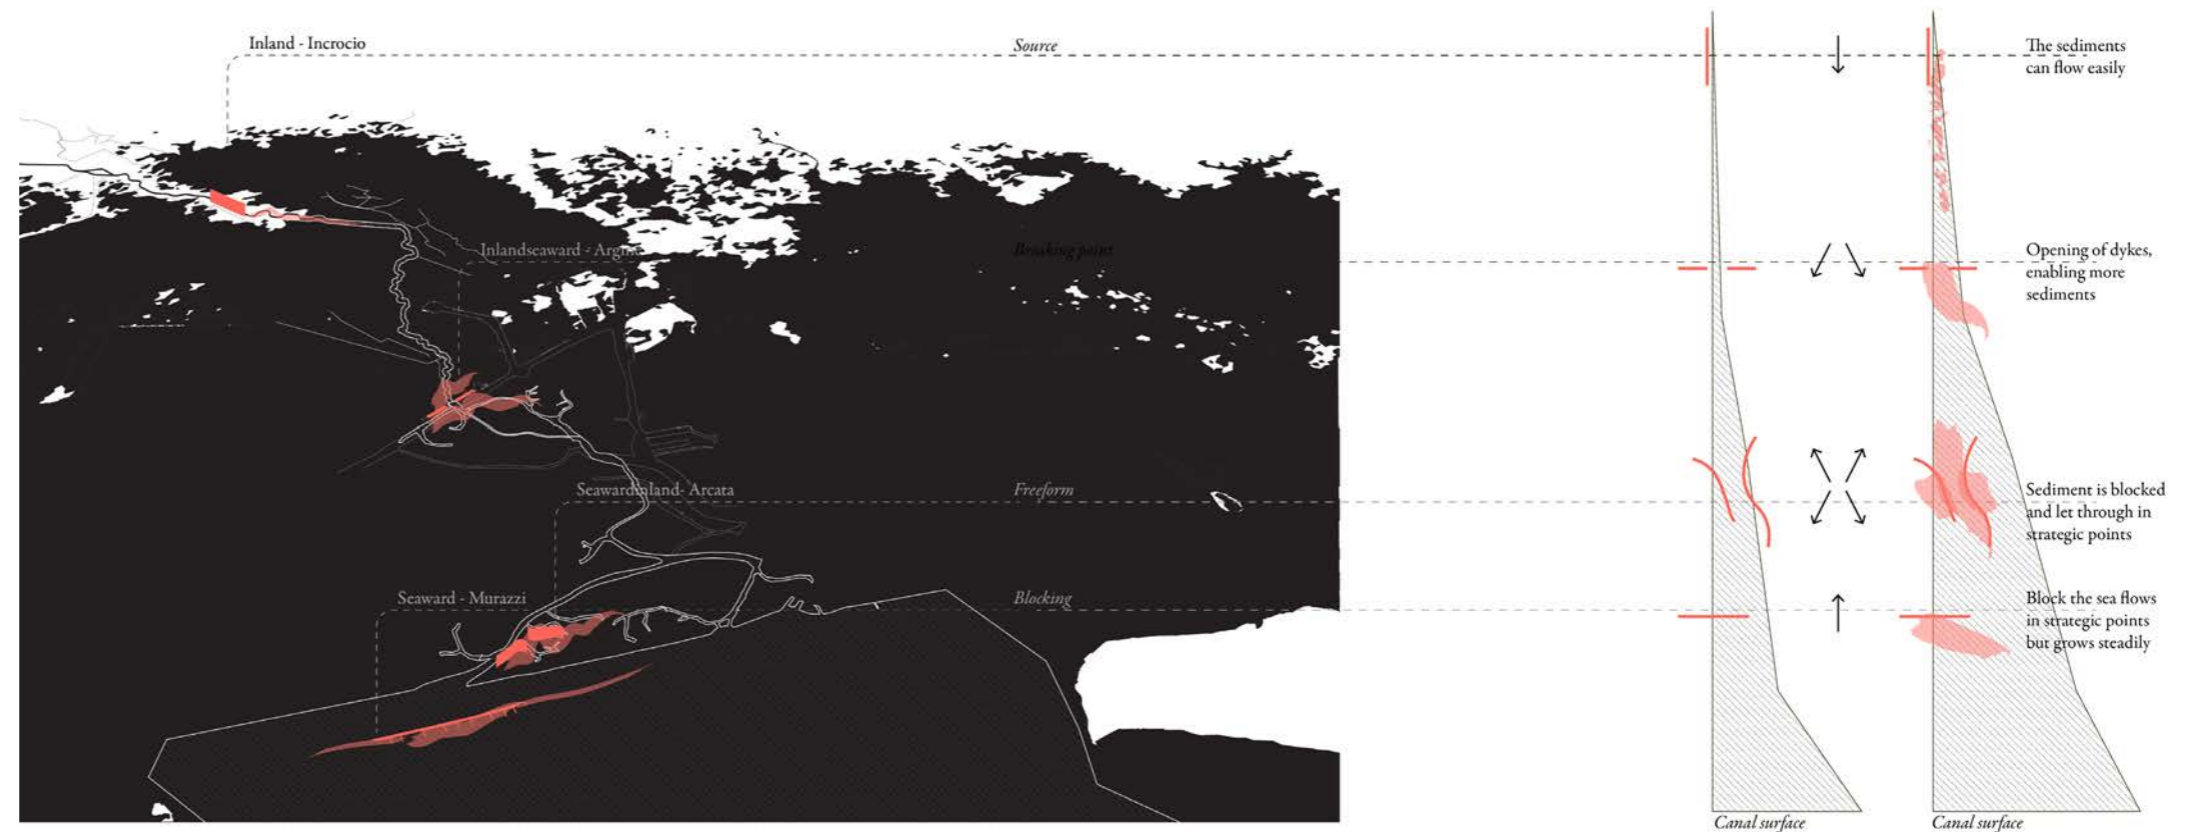 Inland - Incrocio
Source
The sediments
can flow easily
Inlandseaward - Argine
Breaking point
Opening of dykes,
enabling more
sediments
Seawardinland- Arcata
Freeform
Sediment is blocked
and let through in
strategic points
Seaward - Murazzi
Blocking
Block the sea flows
in strategic points
but grows steadily
Canal surface
Canal surface